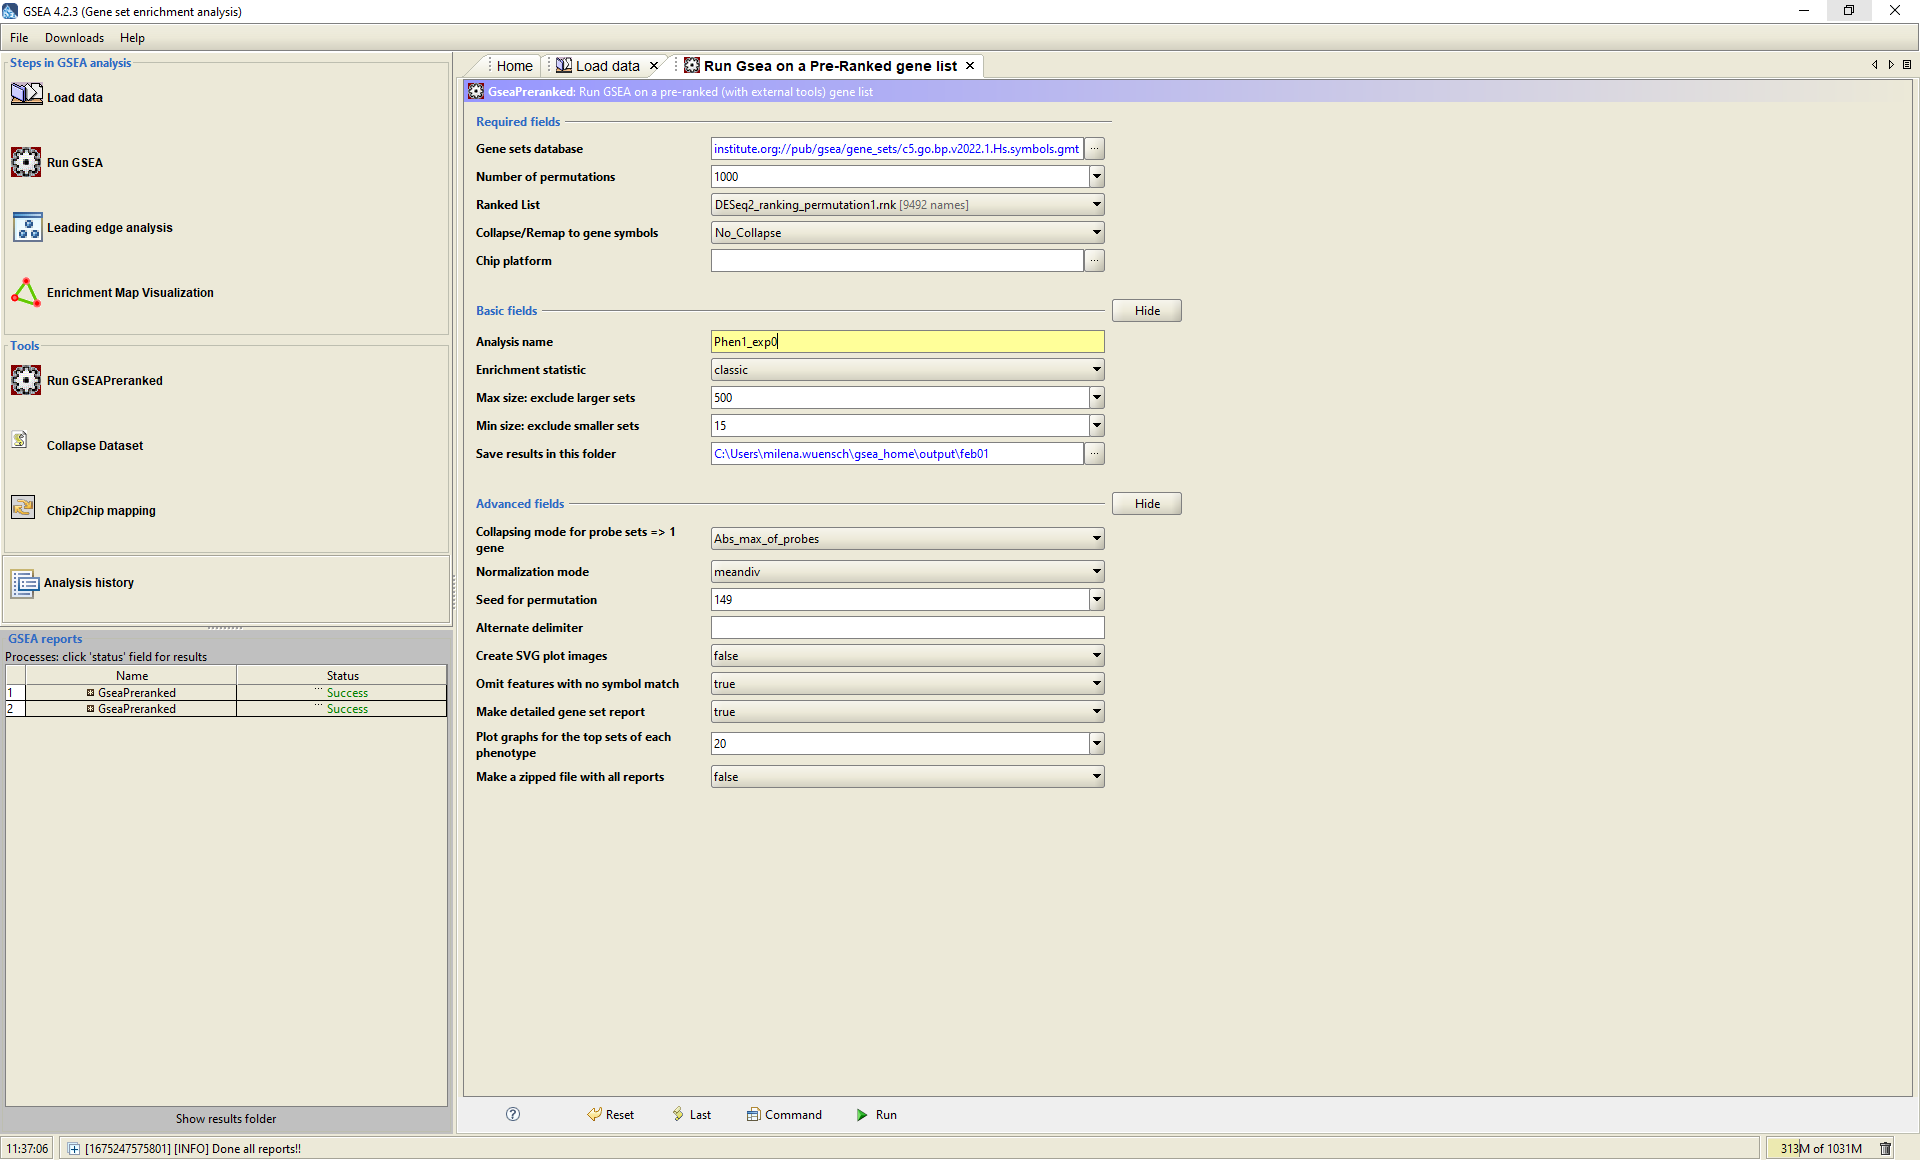 GSEA 4.2.3 (Gene set enrichment analysis)
File Downloads Help
Steps in GSEA analysis
Load data
Run GSEA
Leading edge analysis
Enrichment Map Visualization
Tools
Run GSEAPreranked
Collapse Dataset
Chip2Chip mapping
Analysis history
GSEA reports
Processes: click 'status' field for results
Name Status
1 GseaPreranked ... Success
2 GseaPreranked ... Success
Show results folder
Home Load data Run Gsea on a Pre-Ranked gene list
GseaPreranked: Run GSEA on a pre-ranked (with external tools) gene list
Required fields
Gene sets database institute.org://pub/gsea/gene_sets/c5.go.bp.v2022.1.Hs.symbols.gmt ...
Number of permutations 1000
Ranked List DESeq2_ranking_permutation1.rnk [9492 names]
Collapse/Remap to gene symbols No_Collapse
Chip platform ...
Basic fields Hide
Analysis name Phen1_exp0
Enrichment statistic classic
Max size: exclude larger sets 500
Min size: exclude smaller sets 15
Save results in this folder C:\Users\milena.wuensch\gsea_home\output\feb01 ...
Advanced fields Hide
Collapsing mode for probe sets => 1
gene Abs_max_of_probes
Normalization mode meandiv
Seed for permutation 149
Alternate delimiter
Create SVG plot images false
Omit features with no symbol match true
Make detailed gene set report true
Plot graphs for the top sets of each
phenotype 20
Make a zipped file with all reports false
? Reset Last Command Run
11:37:06 [1675247575801] [INFO] Done all reports!! 313M of 1031M